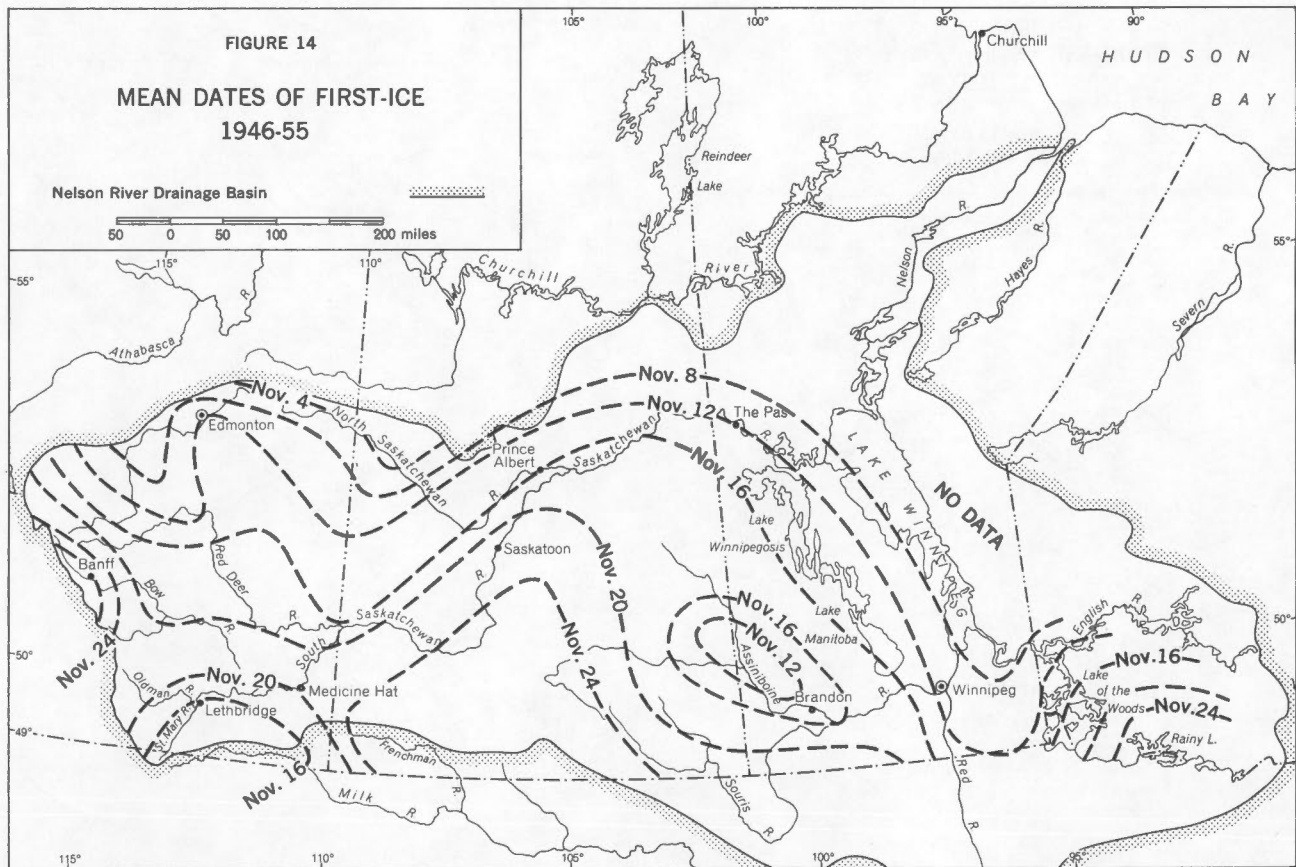 FIGURE 14
MEAN DATES OF FIRST-ICE
1946-55
Nelson River Drainage Basin
50 0 50 100 200 miles
105°
100°
95°
90°
Churchill
HUDSON
BAY
Reindeer
Lake
115°
110°
55°
55°
Churchill
River
Nelson R.
Hayes R.
Severn R.
Athabasca R.
Nov. 8
Nov. 4
Nov. 12
The Pas
Edmonton
North Saskatchewan R.
Prince
Albert
Saskatchewan R.
Nov. 16
LAKE WINNIPEG
NO DATA
Lake
Winnipegosis
Saskatoon
Red Deer R.
Banff
Bow R.
Nov. 20
Nov. 16
Lake
Manitoba
South Saskatchewan R.
English R.
50°
50°
Nov. 24
Nov. 24
Nov. 12
Assiniboine R.
Nov. 16
Oldman R.
Nov. 20
Medicine Hat
Lake
of the
Woods
Winnipeg
Brandon
Lethbridge
St. Mary R.
Nov. 24
49°
49°
Rainy L.
Frenchman R.
Nov. 16
Milk R.
Souris R.
Red R.
115°
110°
105°
100°